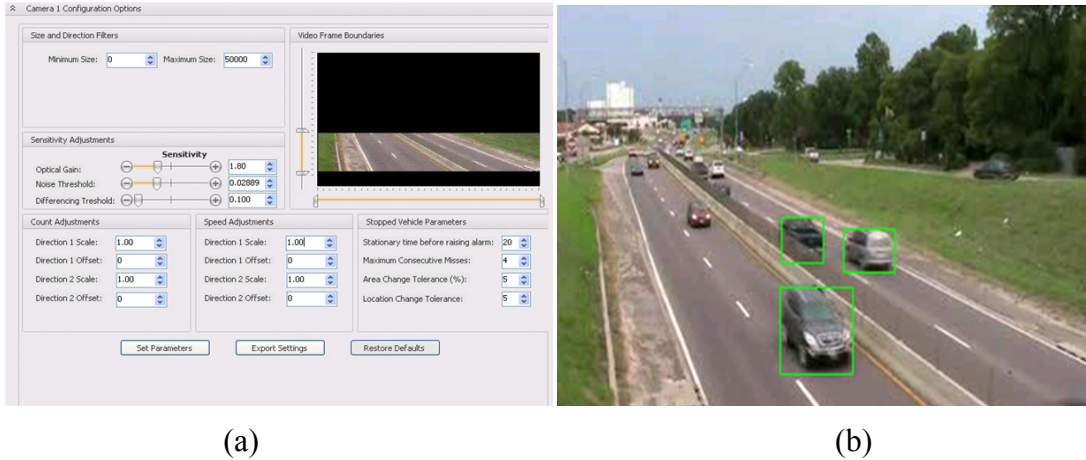 Camera 1 Configuration Options
Size and Direction Filters
Minimum Size: 0 Maximum Size: 50000
Video Frame Boundaries
Sensitivity Adjustments
Sensitivity
Optical Gain: 1.80
Noise Threshold: 0.02889
Differencing Treshold: 0.100
Count Adjustments
Direction 1 Scale: 1.00
Direction 1 Offset: 0
Direction 2 Scale: 1.00
Direction 2 Offset: 0
Speed Adjustments
Direction 1 Scale: 1.00
Direction 1 Offset: 0
Direction 2 Scale: 1.00
Direction 2 Offset: 0
Stopped Vehicle Parameters
Stationary time before raising alarm: 20
Maximum Consecutive Misses: 4
Area Change Tolerance (%): 5
Location Change Tolerance: 5
Set Parameters Export Settings Restore Defaults
(a) (b)